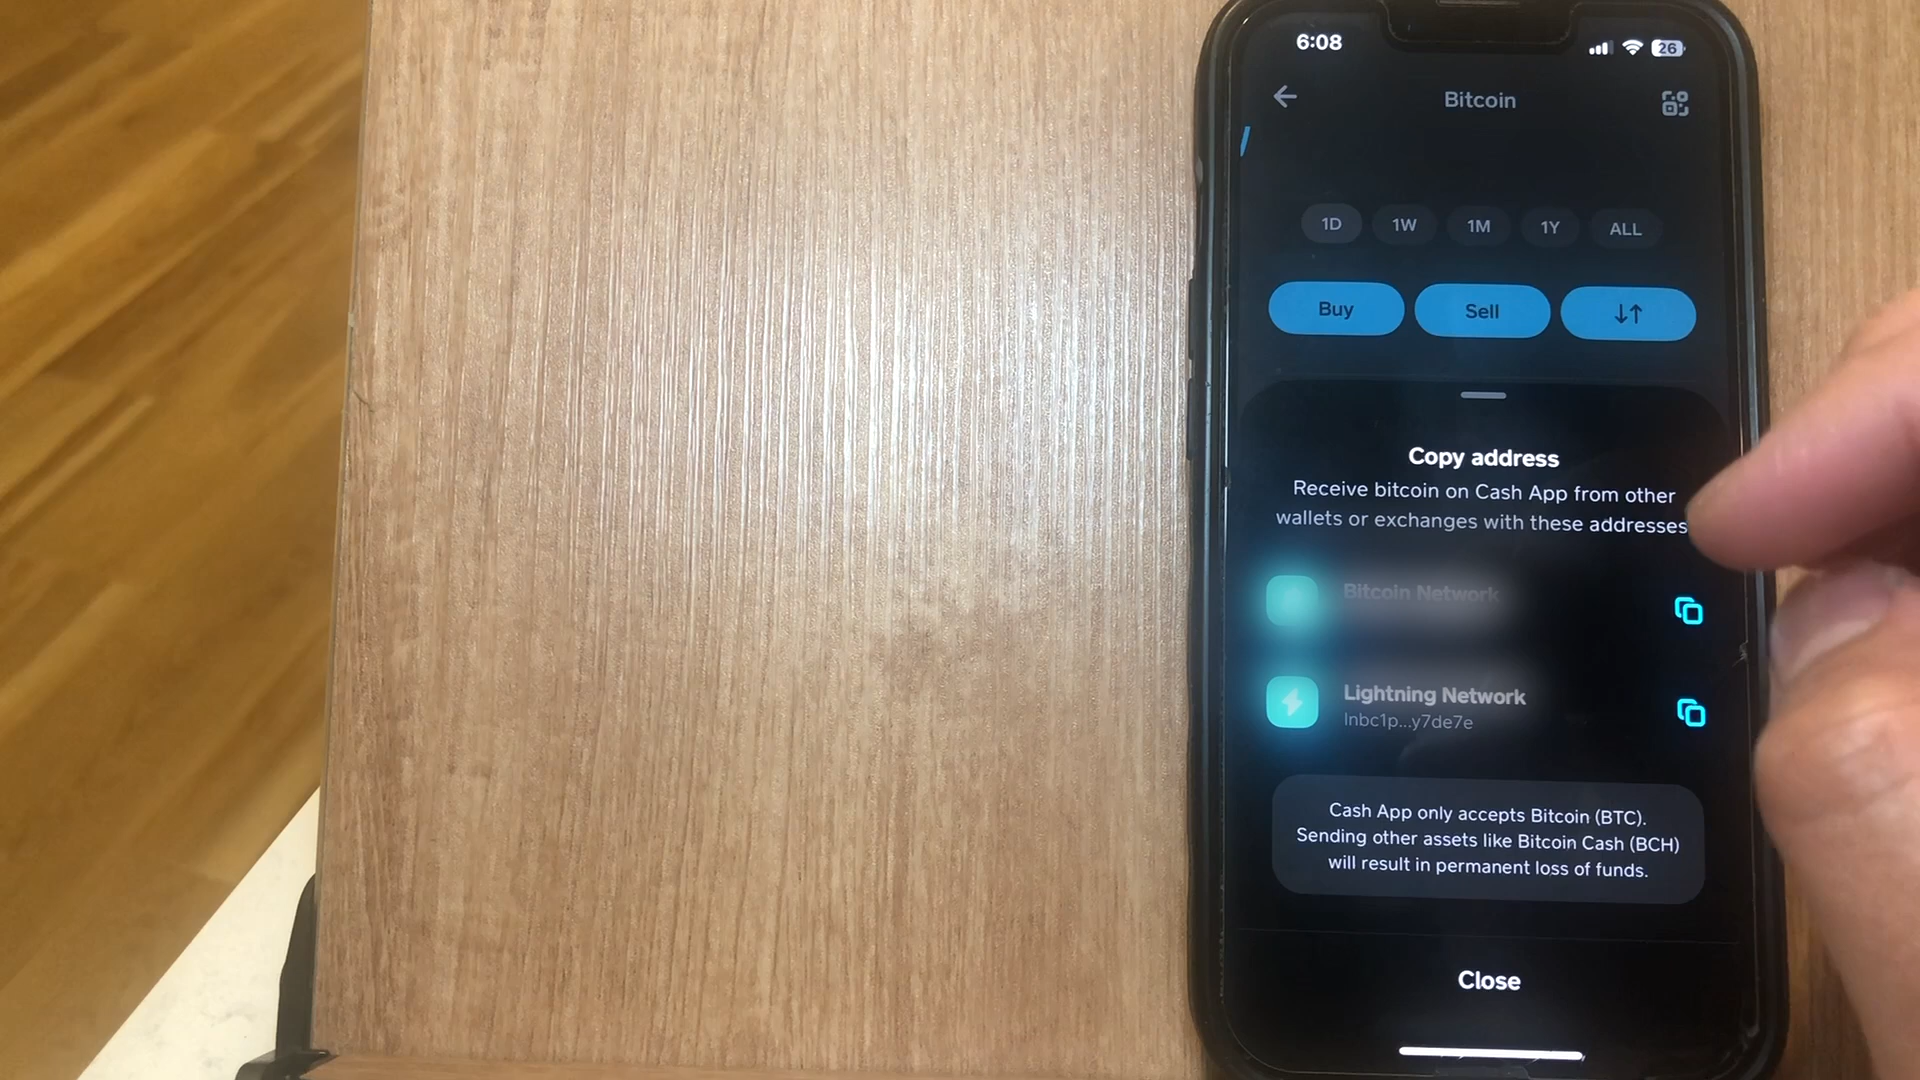 6:08
26
Bitcoin
1D 1W 1M 1Y ALL
Buy Sell
Copy address
Receive bitcoin on Cash App from other
wallets or exchanges with these addresses
Bitcoin Network
Lightning Network
lnbc1p...y7de7e
Cash App only accepts Bitcoin (BTC).
Sending other assets like Bitcoin Cash (BCH)
will result in permanent loss of funds.
Close